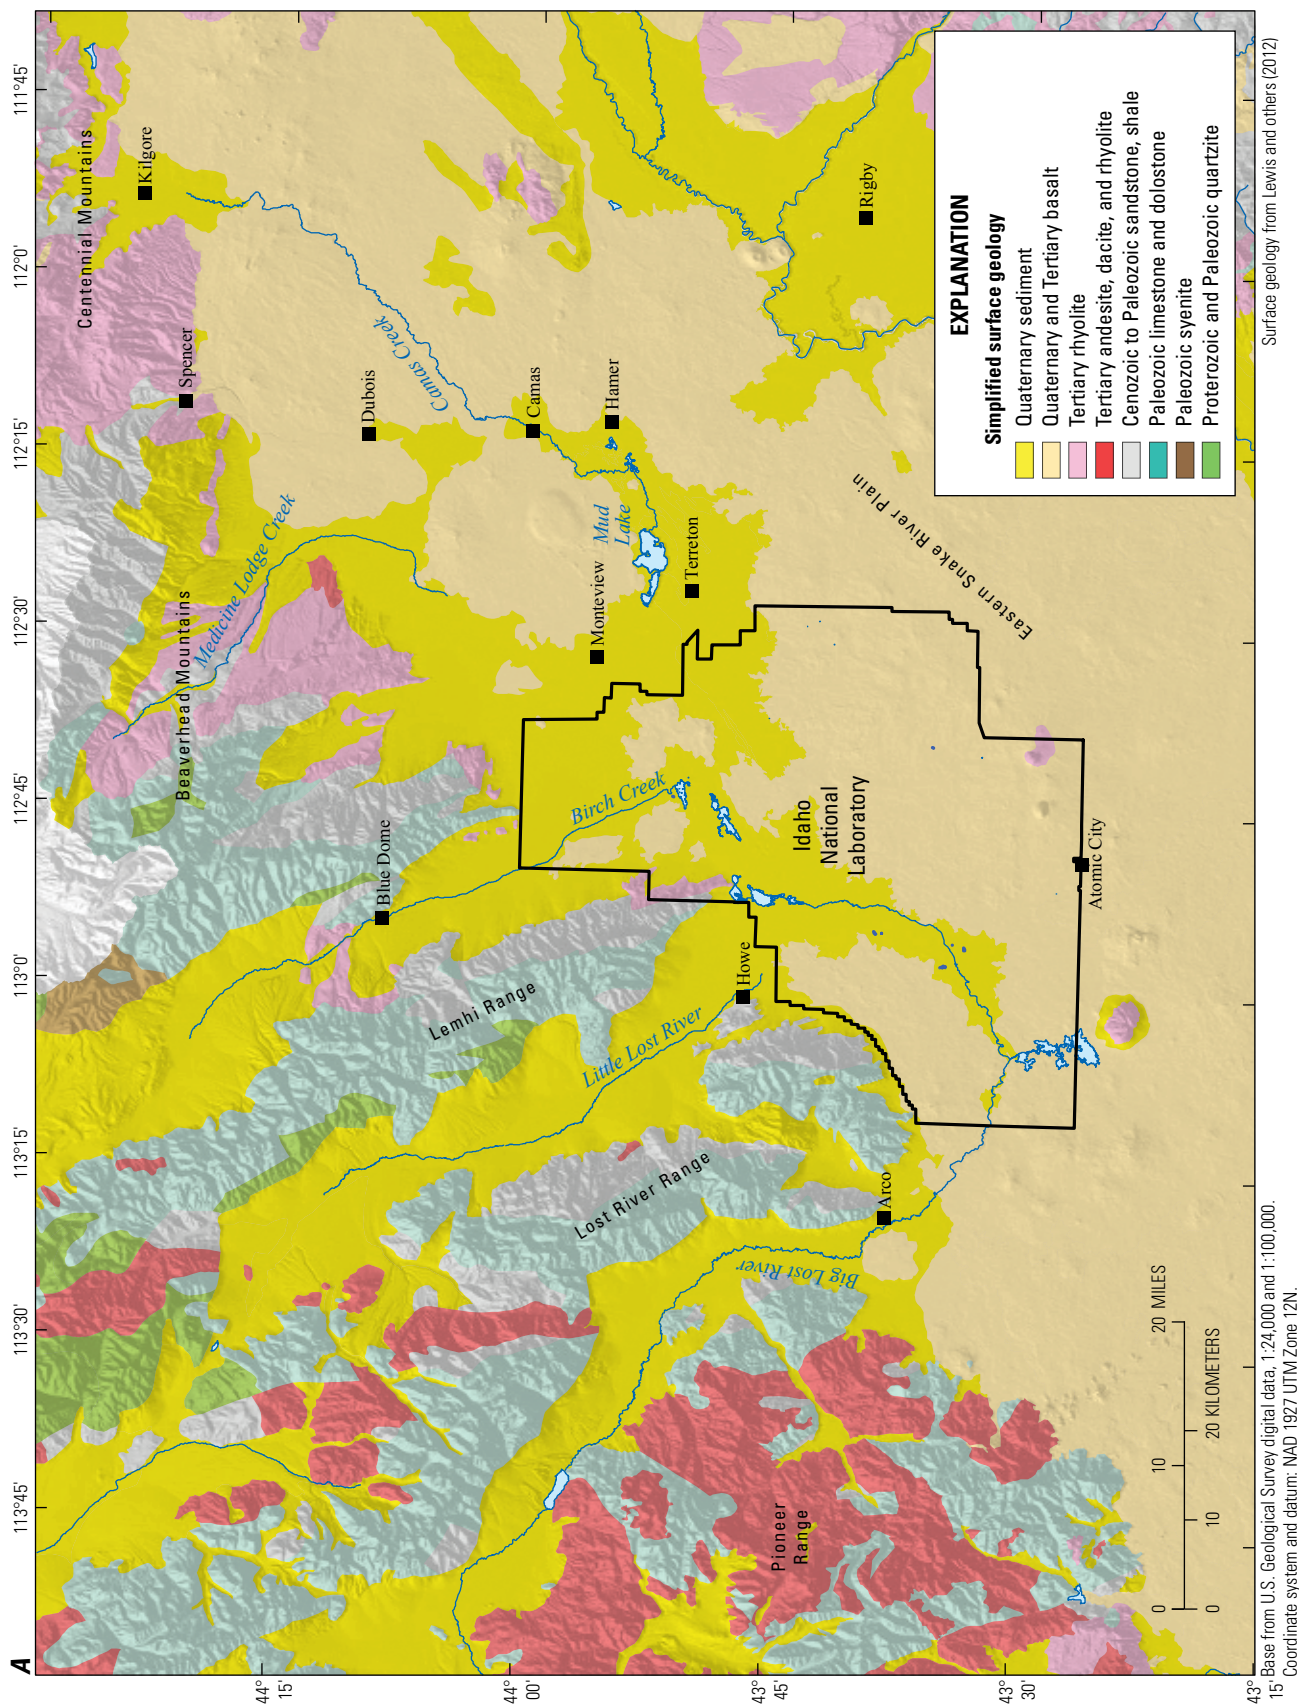 A
113°45'
113°30'
113°15'
113°0'
112°45'
112°30'
112°15'
112°0'
111°45'
44° 15'
44° 00'
43° 45'
43° 30'
43° 15'
Centennial Mountains
Kilgore
Spencer
Beaverhead Mountains
Medicine Lodge Creek
Dubois
Camas Creek
Blue Dome
Camas
Hamer
Lemhi Range
Birch Creek
Monteview
Mud
Lake
Terreton
Little Lost River
Howe
Lost River Range
Idaho
National
Laboratory
Rigby
Big Lost River
Arco
Eastern Snake River Plain
Pioneer
Range
Atomic City
EXPLANATION
Simplified surface geology
Quaternary sediment
Quaternary and Tertiary basalt
Tertiary rhyolite
Tertiary andesite, dacite, and rhyolite
Cenozoic to Paleozoic sandstone, shale
Paleozoic limestone and dolostone
Paleozoic syenite
Proterozoic and Paleozoic quartzite
0 10 20 MILES
0 10 20 KILOMETERS
Base from U.S. Geological Survey digital data, 1:24,000 and 1:100,000.
Coordinate system and datum: NAD 1927 UTM Zone 12N.
Surface geology from Lewis and others (2012)